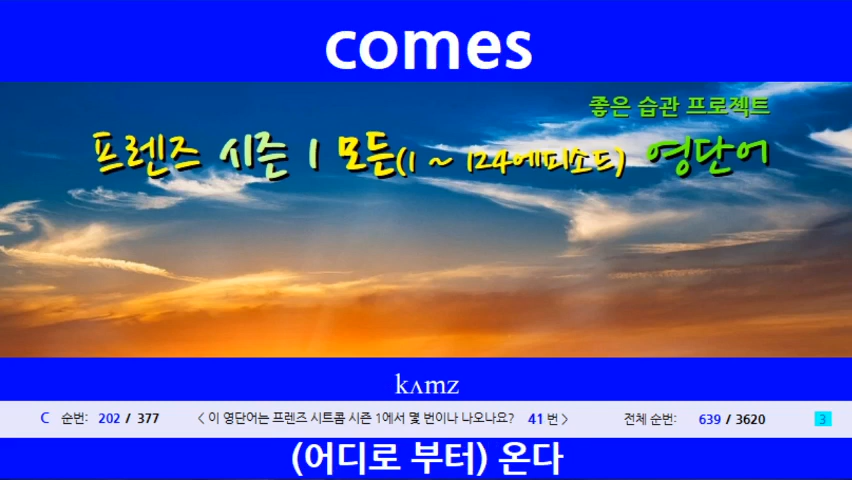 comes
좋은 습관 프로젝트
프렌즈 시즌 1 모든(1 ~ 124에피소드) 영단어
kʌmz
C 순번: 202 / 377 < 이 영단어는 프렌즈 시트콤 시즌 1에서 몇 번이나 나오나요? 41 번 > 전체 순번: 639 / 3620 3
(어디로 부터) 온다